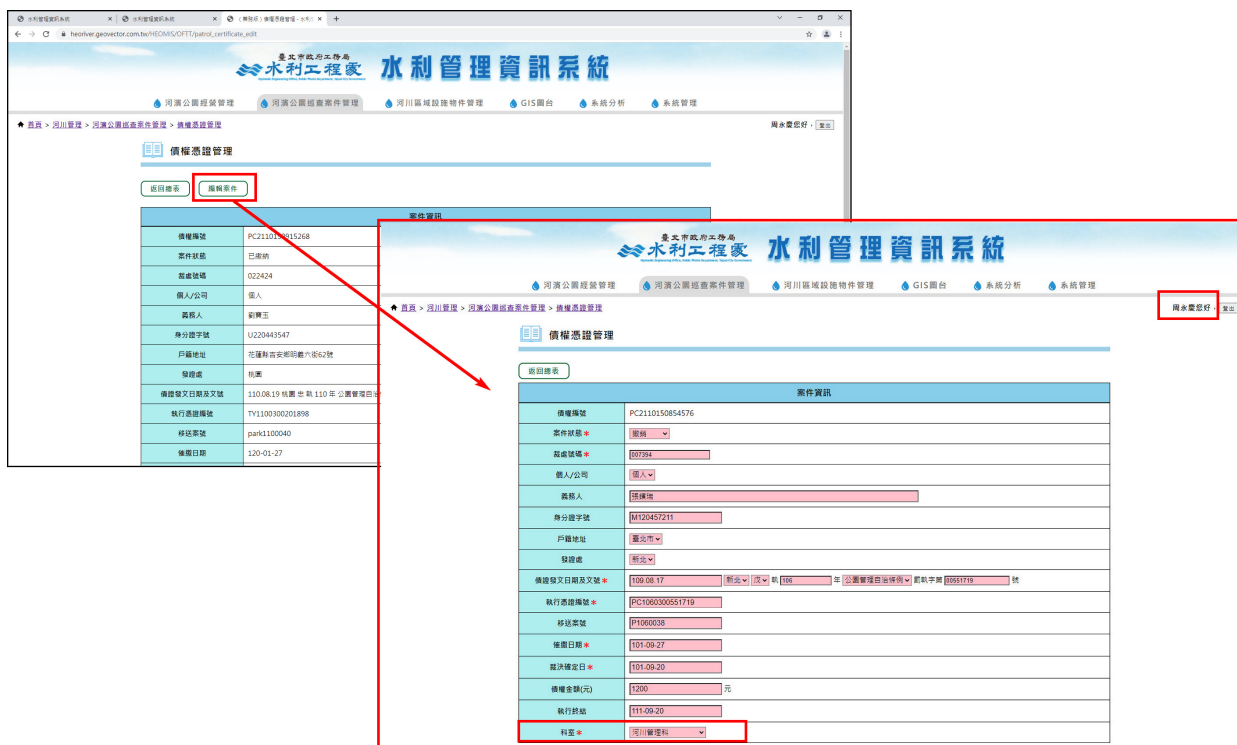 水利管理資訊系統
水利管理資訊系統
(無院版) 債權憑證管理 - 水利
heoriver.geovector.com.tw/HEOMIS/OFTT/patrol_certificate_edit
臺北市政府工務局
水利工程處 水利管理資訊系統
河濱公園經營管理 河濱公園巡查案件管理 河川區域設施物件管理 GIS圖台 系統分析 系統管理
首頁 > 河川管理 > 河濱公園巡查案件管理 > 債權憑證管理
周永慶您好, 登出
債權憑證管理
返回總表 編輯案件
案件資訊
債權編號 PC2110150915268
案件狀態 已繳納
裁處號碼 022424
個人/公司 個人
義務人 劉寶玉
身分證字號 U220443547
戶籍地址 花蓮縣吉安鄉明義六街62號
發證處 桃園
債證發文日期及文號 110.08.19 桃園 忠 執 110 年 公園管理自治
執行憑證編號 TY1100300201898
移送案號 park1100040
催繳日期 120-01-27
臺北市政府工務局
水利工程處 水利管理資訊系統
河濱公園經營管理 河濱公園巡查案件管理 河川區域設施物件管理 GIS圖台 系統分析 系統管理
首頁 > 河川管理 > 河濱公園巡查案件管理 > 債權憑證管理
周永慶您好, 登出
債權憑證管理
返回總表
案件資訊
債權編號 PC2110150854576
案件狀態* 撤銷
裁處號碼* 007394
個人/公司 個人
義務人
身分證字號 M120457211
戶籍地址 臺北市
發證處 新北
債證發文日期及文號* 109.08.17 新北 戊 執 106 年 公園管理自治條例 罰執字第 00551719 號
執行憑證編號* PC1060300551719
移送案號 P1060038
催繳日期* 101-09-27
裁決確定日* 101-09-20
債權金額(元) 1200 元
執行終結 111-09-20
科室* 河川管理科